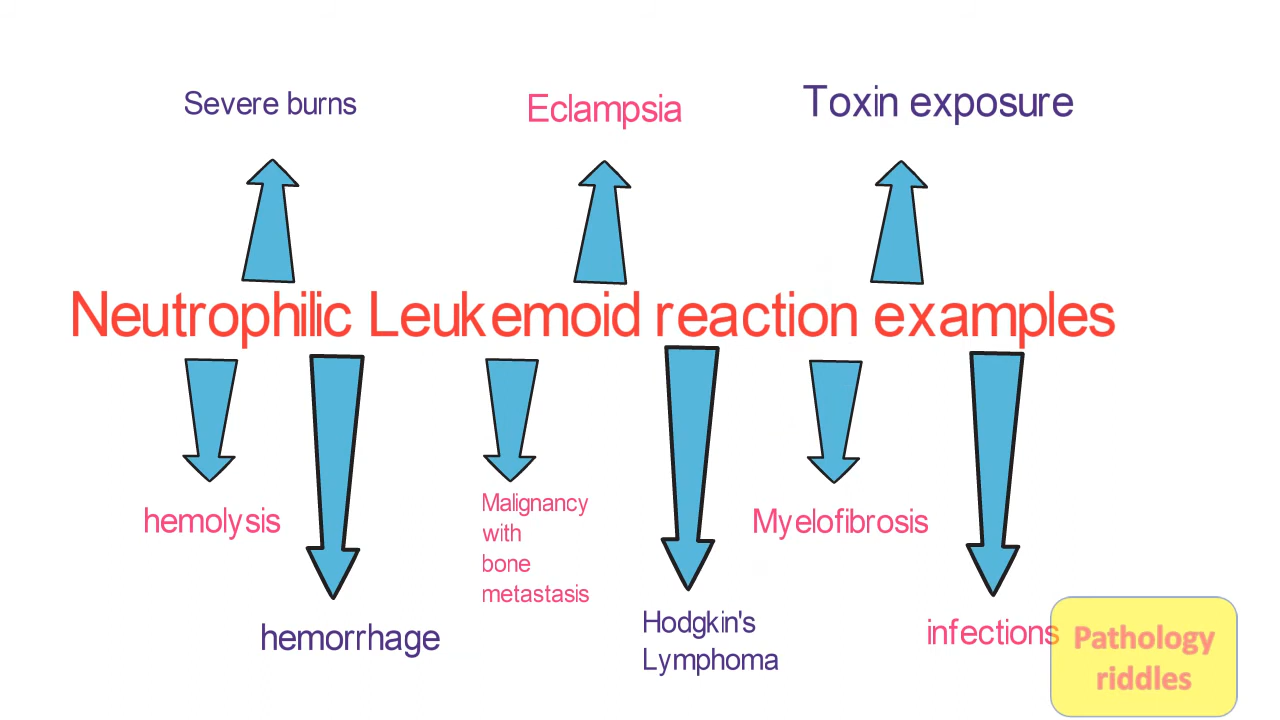 Severe burns
Eclampsia
Toxin exposure
Neutrophilic Leukemoid reaction examples
hemolysis
hemorrhage
Malignancy
with
bone
metastasis
Hodgkin's
Lymphoma
Myelofibrosis
infections
Pathology
riddles